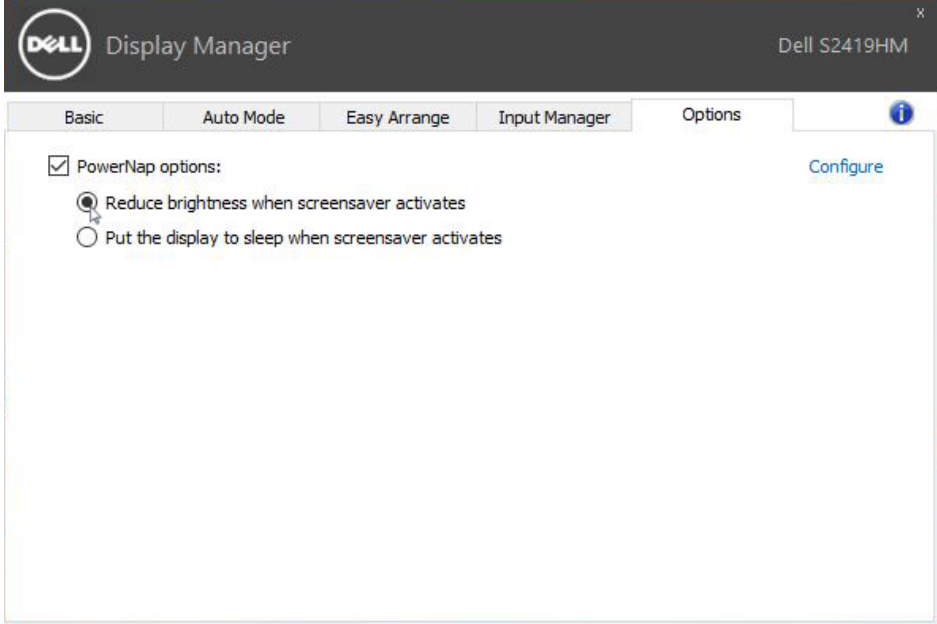 x
DELL Display Manager Dell S2419HM
Basic Auto Mode Easy Arrange Input Manager Options i
PowerNap options: Configure
Reduce brightness when screensaver activates
Put the display to sleep when screensaver activates